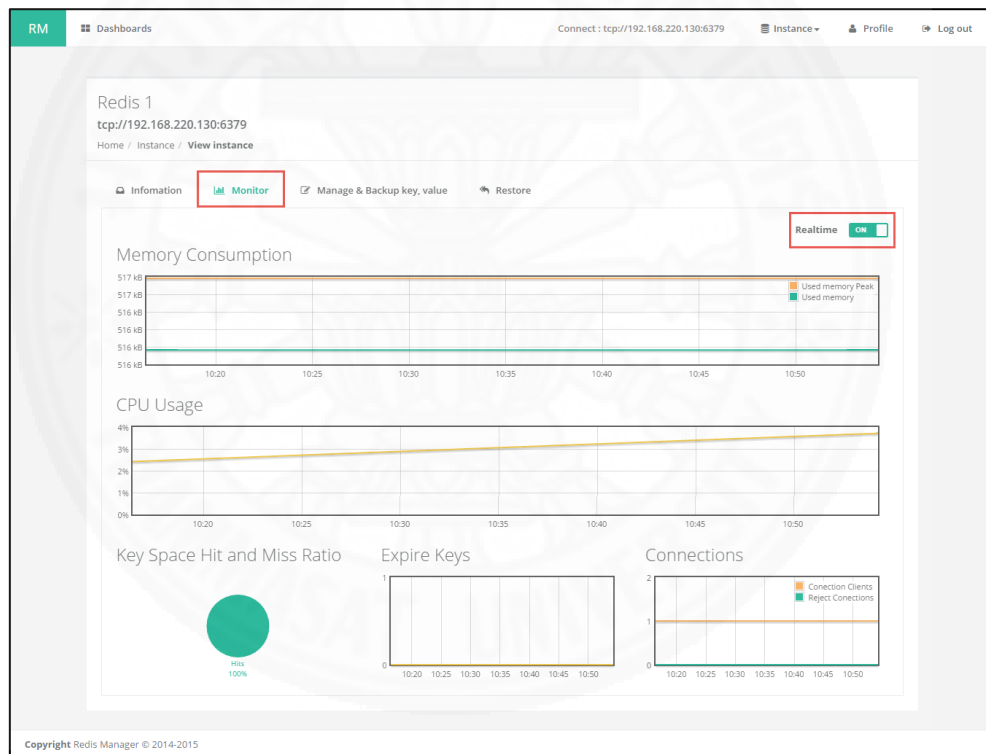 RM Dashboards Connect : tcp://192.168.220.130:6379 Instance Profile Log out
Redis 1
tcp://192.168.220.130:6379
Home / Instance / View instance
Infomation Monitor Manage & Backup key, value Restore
Realtime ON
Memory Consumption
517 kB
517 kB
516 kB
516 kB
516 kB
516 kB
Used memory Peak
Used memory
10:20 10:25 10:30 10:35 10:40 10:45 10:50
CPU Usage
4%
3%
2%
1%
0%
10:20 10:25 10:30 10:35 10:40 10:45 10:50
Key Space Hit and Miss Ratio
Hits
100%
Expire Keys
1
0
10:20 10:25 10:30 10:35 10:40 10:45 10:50
Connections
2
1
0
Conection Clients
Reject Conections
10:20 10:25 10:30 10:35 10:40 10:45 10:50
Copyright Redis Manager © 2014-2015